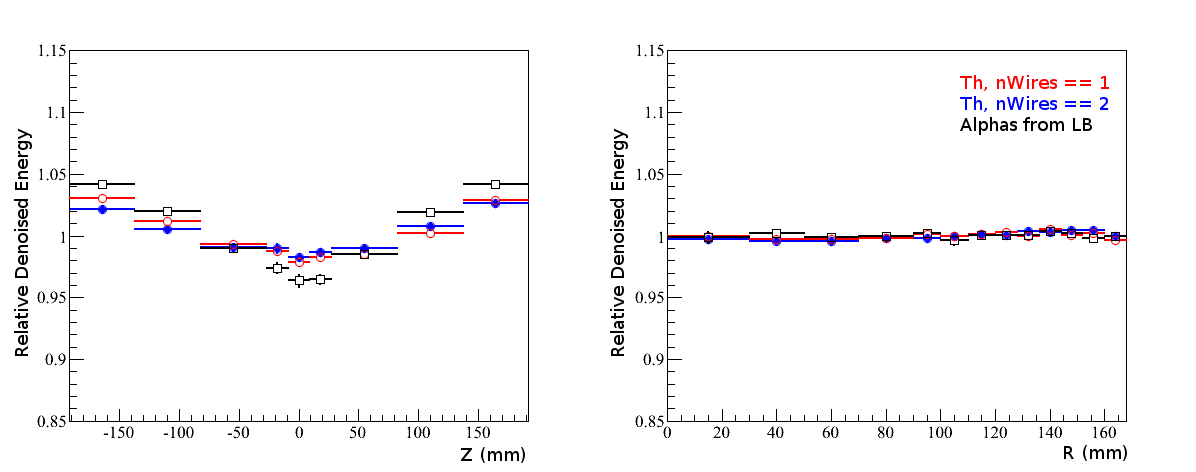 Relative Denoised Energy
1.15
1.1
1.05
1
0.95
0.9
0.85
-150 -100 -50 0 50 100 150
Z (mm)
Relative Denoised Energy
1.15
1.1
1.05
1
0.95
0.9
0.85
Th, nWires == 1
Th, nWires == 2
Alphas from LB
0 20 40 60 80 100 120 140 160
R (mm)